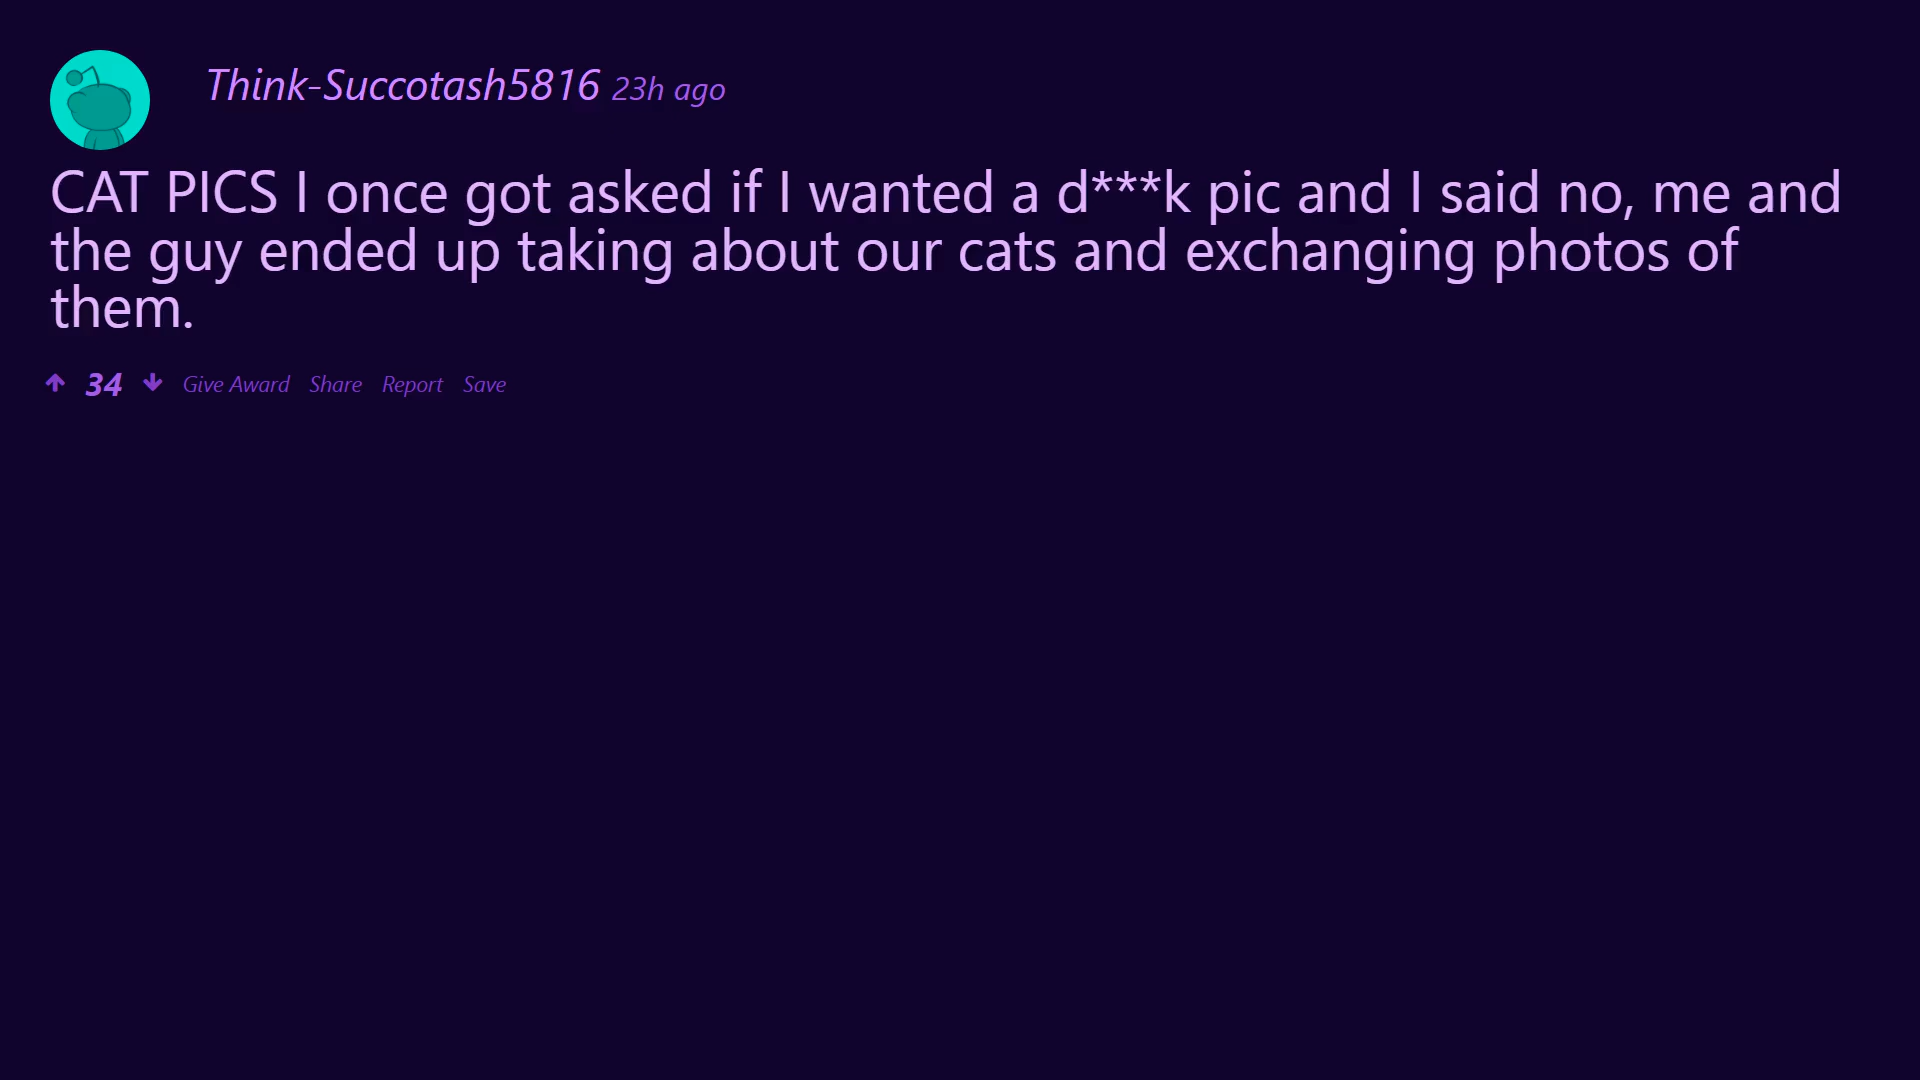 Think-Succotash5816 23h ago
CAT PICS I once got asked if I wanted a d***k pic and I said no, me and
the guy ended up taking about our cats and exchanging photos of
them.
34 Give Award Share Report Save